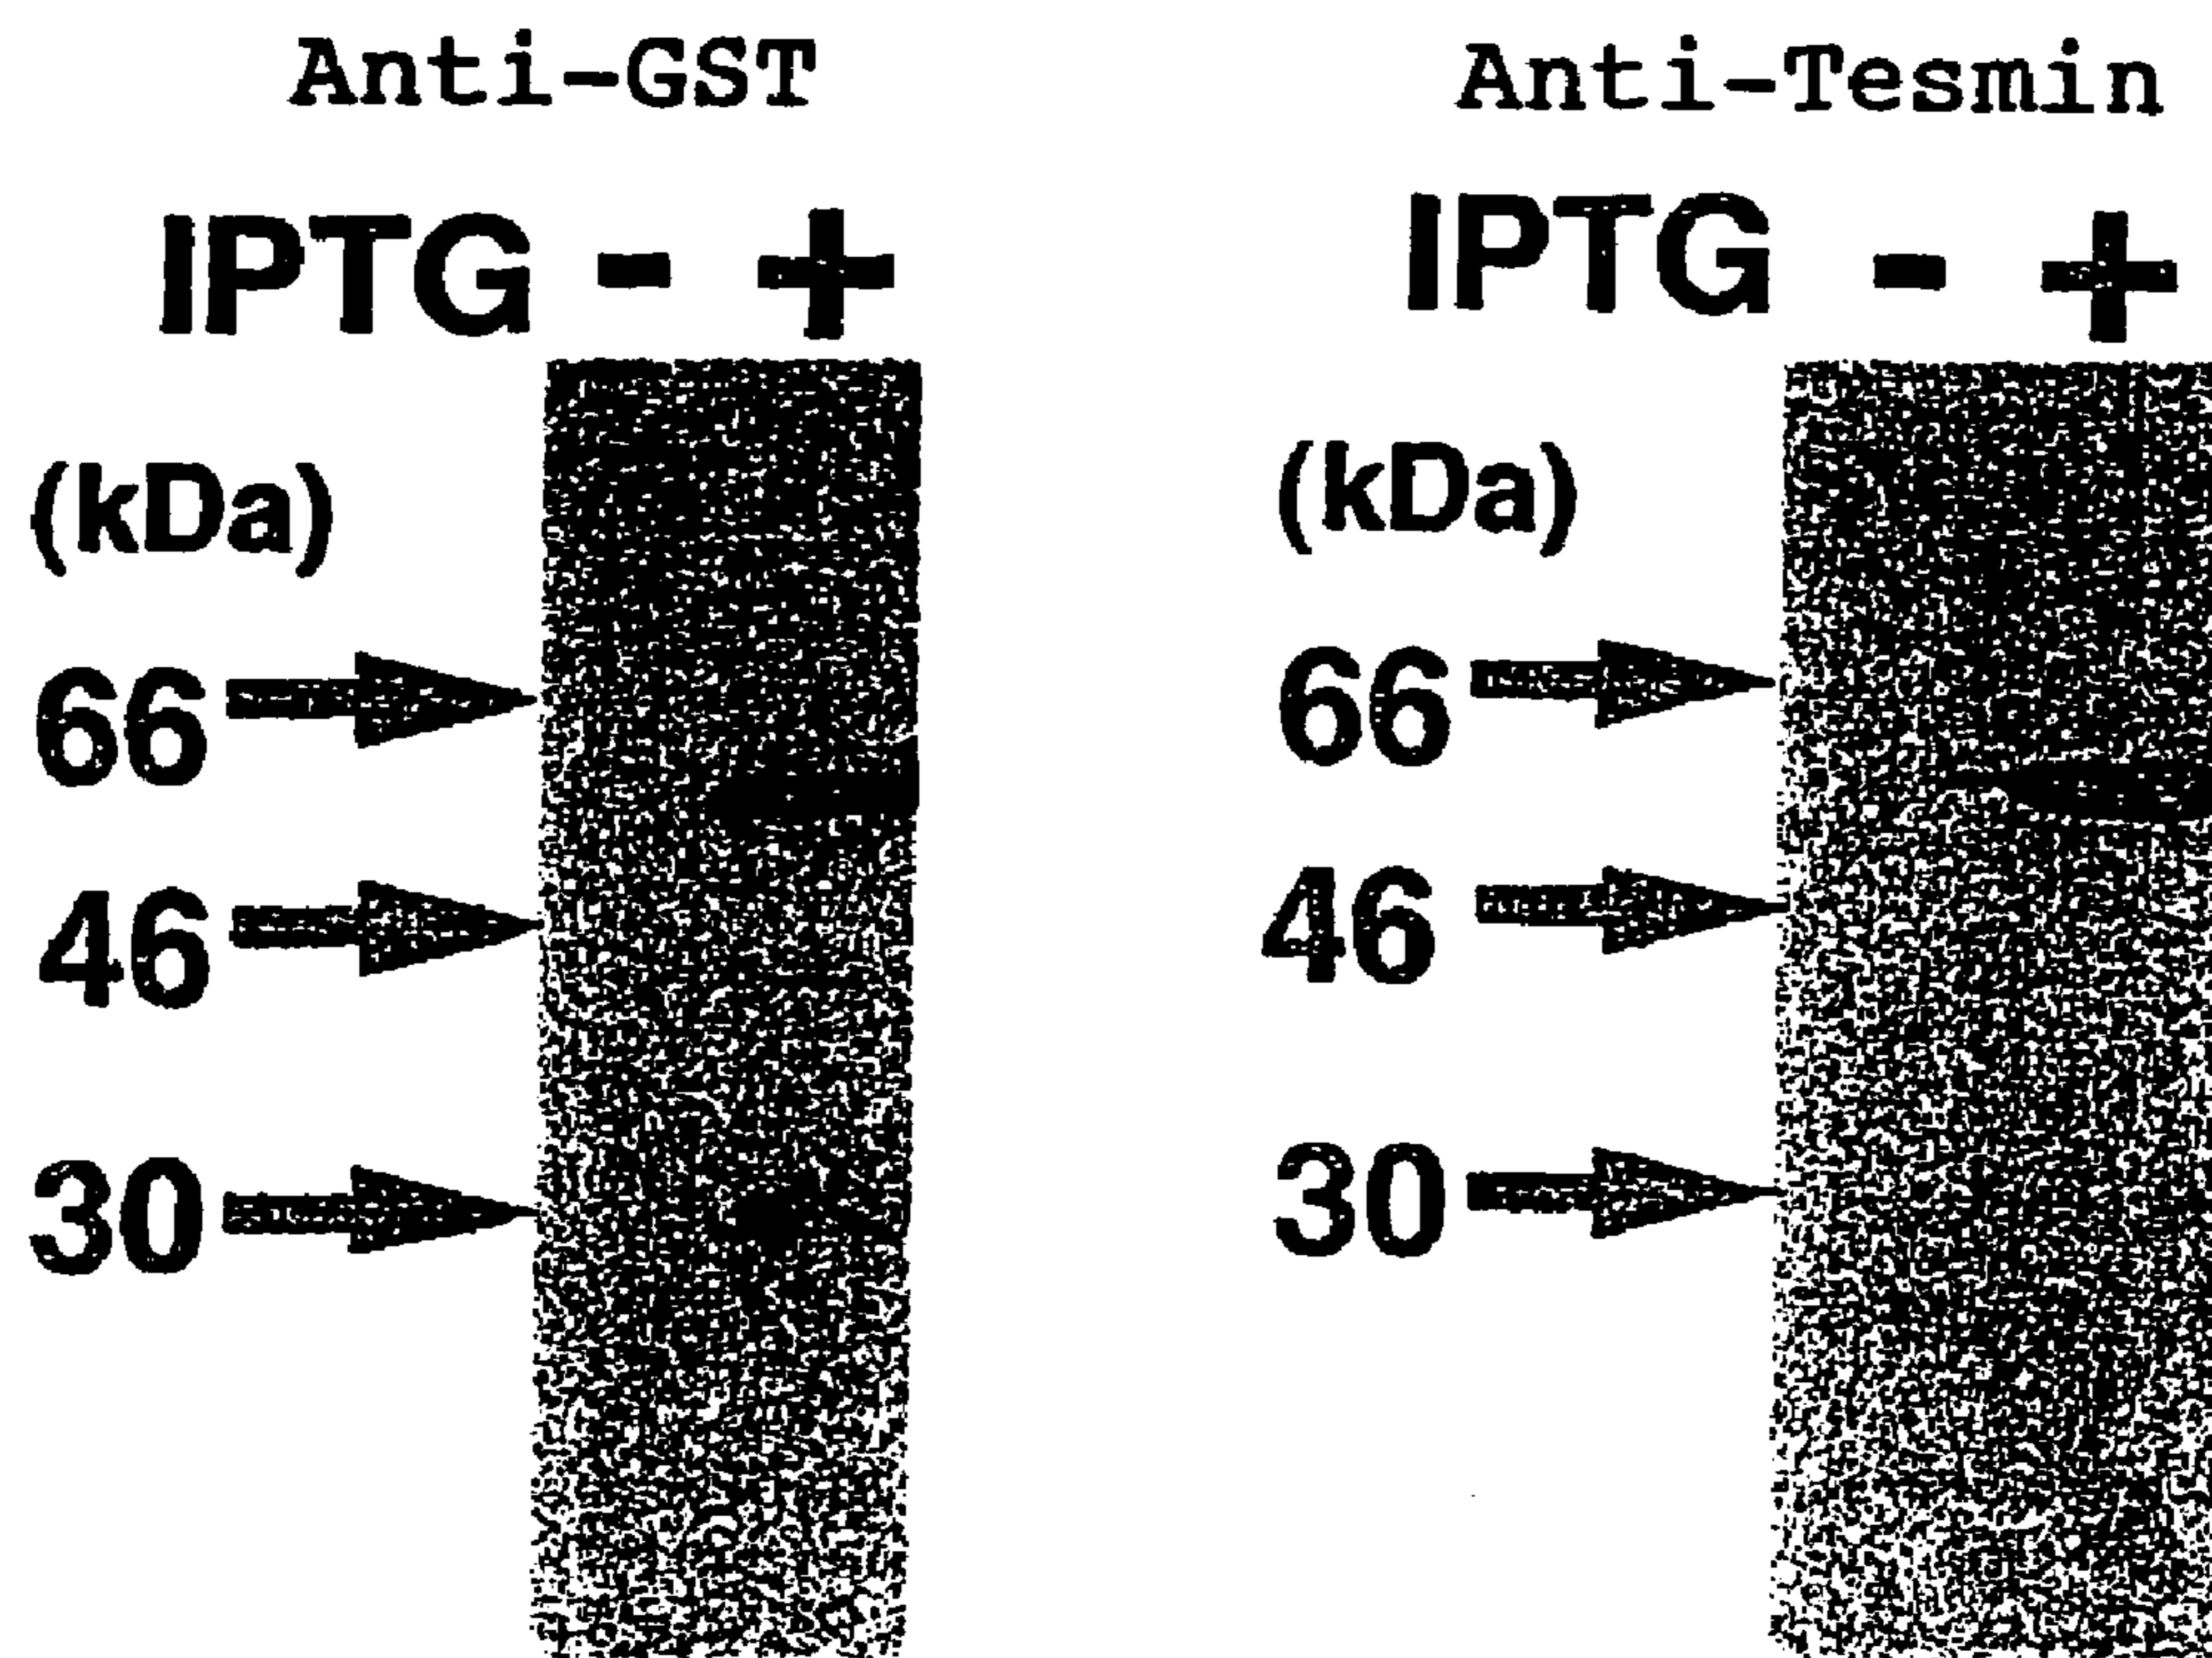 Anti-GST
IPTG - +
(kDa)
66
46
30
Anti-Tesmin
IPTG - +
(kDa)
66
46
30